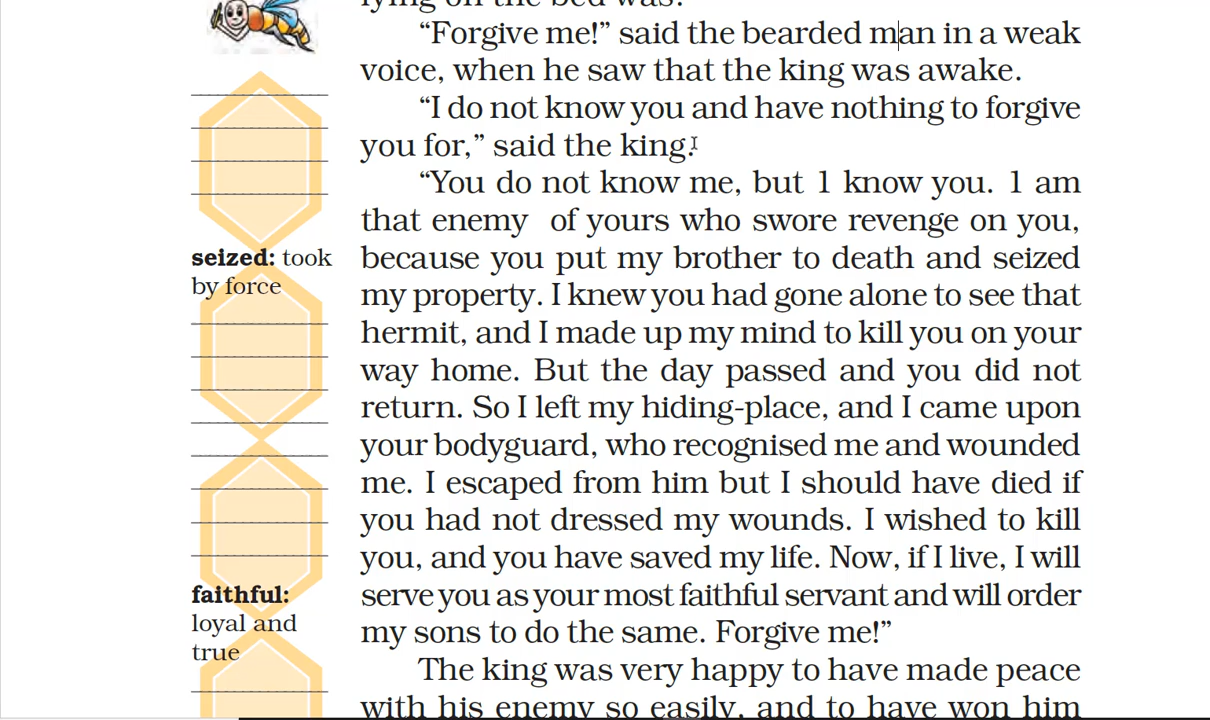 lying on the bed was.
“Forgive me!” said the bearded man in a weak
voice, when he saw that the king was awake.
“I do not know you and have nothing to forgive
you for,” said the king.
“You do not know me, but 1 know you. 1 am
that enemy of yours who swore revenge on you,
seized: took
by force
because you put my brother to death and seized
my property. I knew you had gone alone to see that
hermit, and I made up my mind to kill you on your
way home. But the day passed and you did not
return. So I left my hiding-place, and I came upon
your bodyguard, who recognised me and wounded
me. I escaped from him but I should have died if
you had not dressed my wounds. I wished to kill
you, and you have saved my life. Now, if I live, I will
faithful:
loyal and
true
serve you as your most faithful servant and will order
my sons to do the same. Forgive me!”
The king was very happy to have made peace
with his enemy so easily, and to have won him